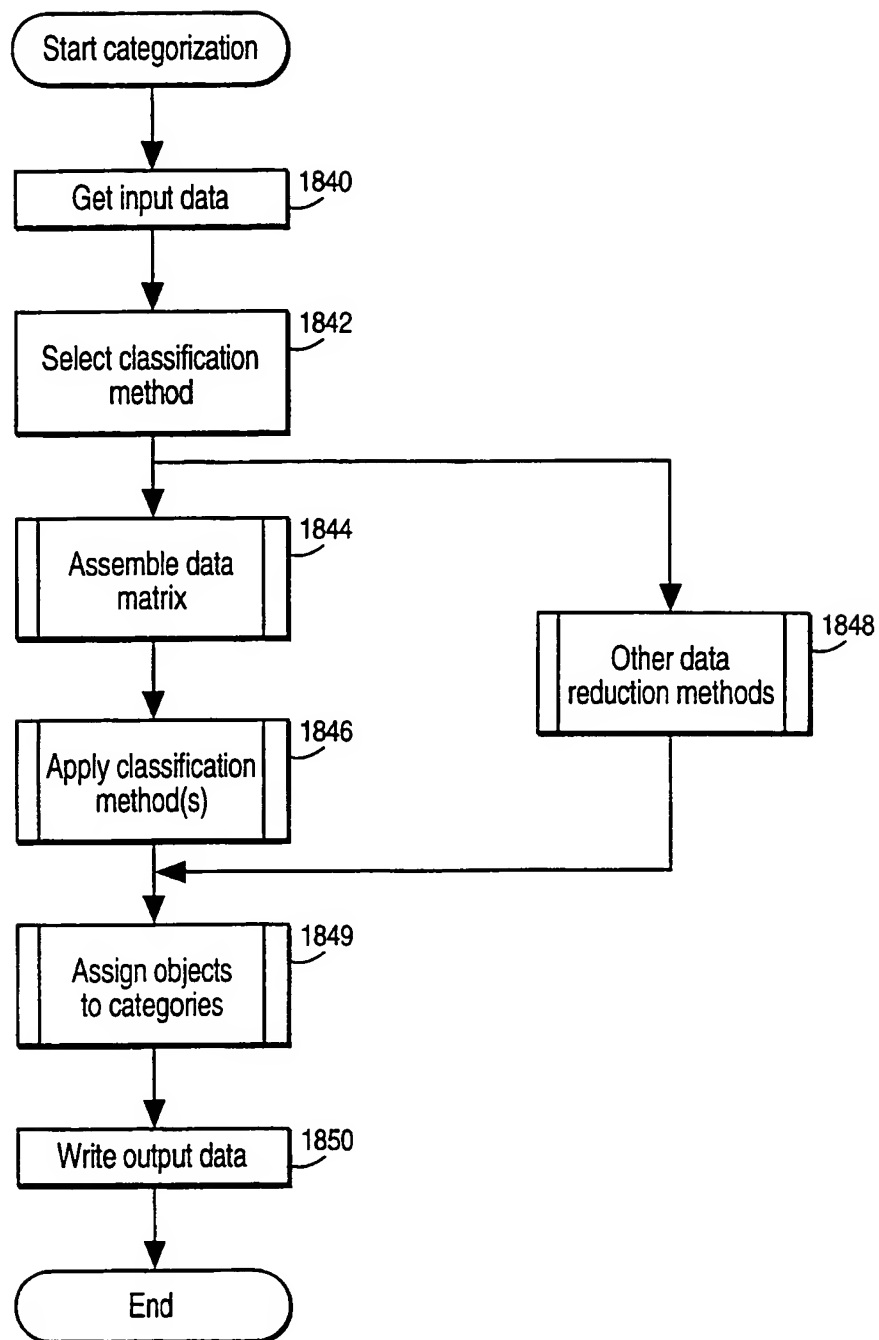 Start categorization
Get input data
1840
Select classification
method
1842
Assemble data
matrix
1844
Other data
reduction methods
1848
Apply classification
method(s)
1846
Assign objects
to categories
1849
Write output data
1850
End